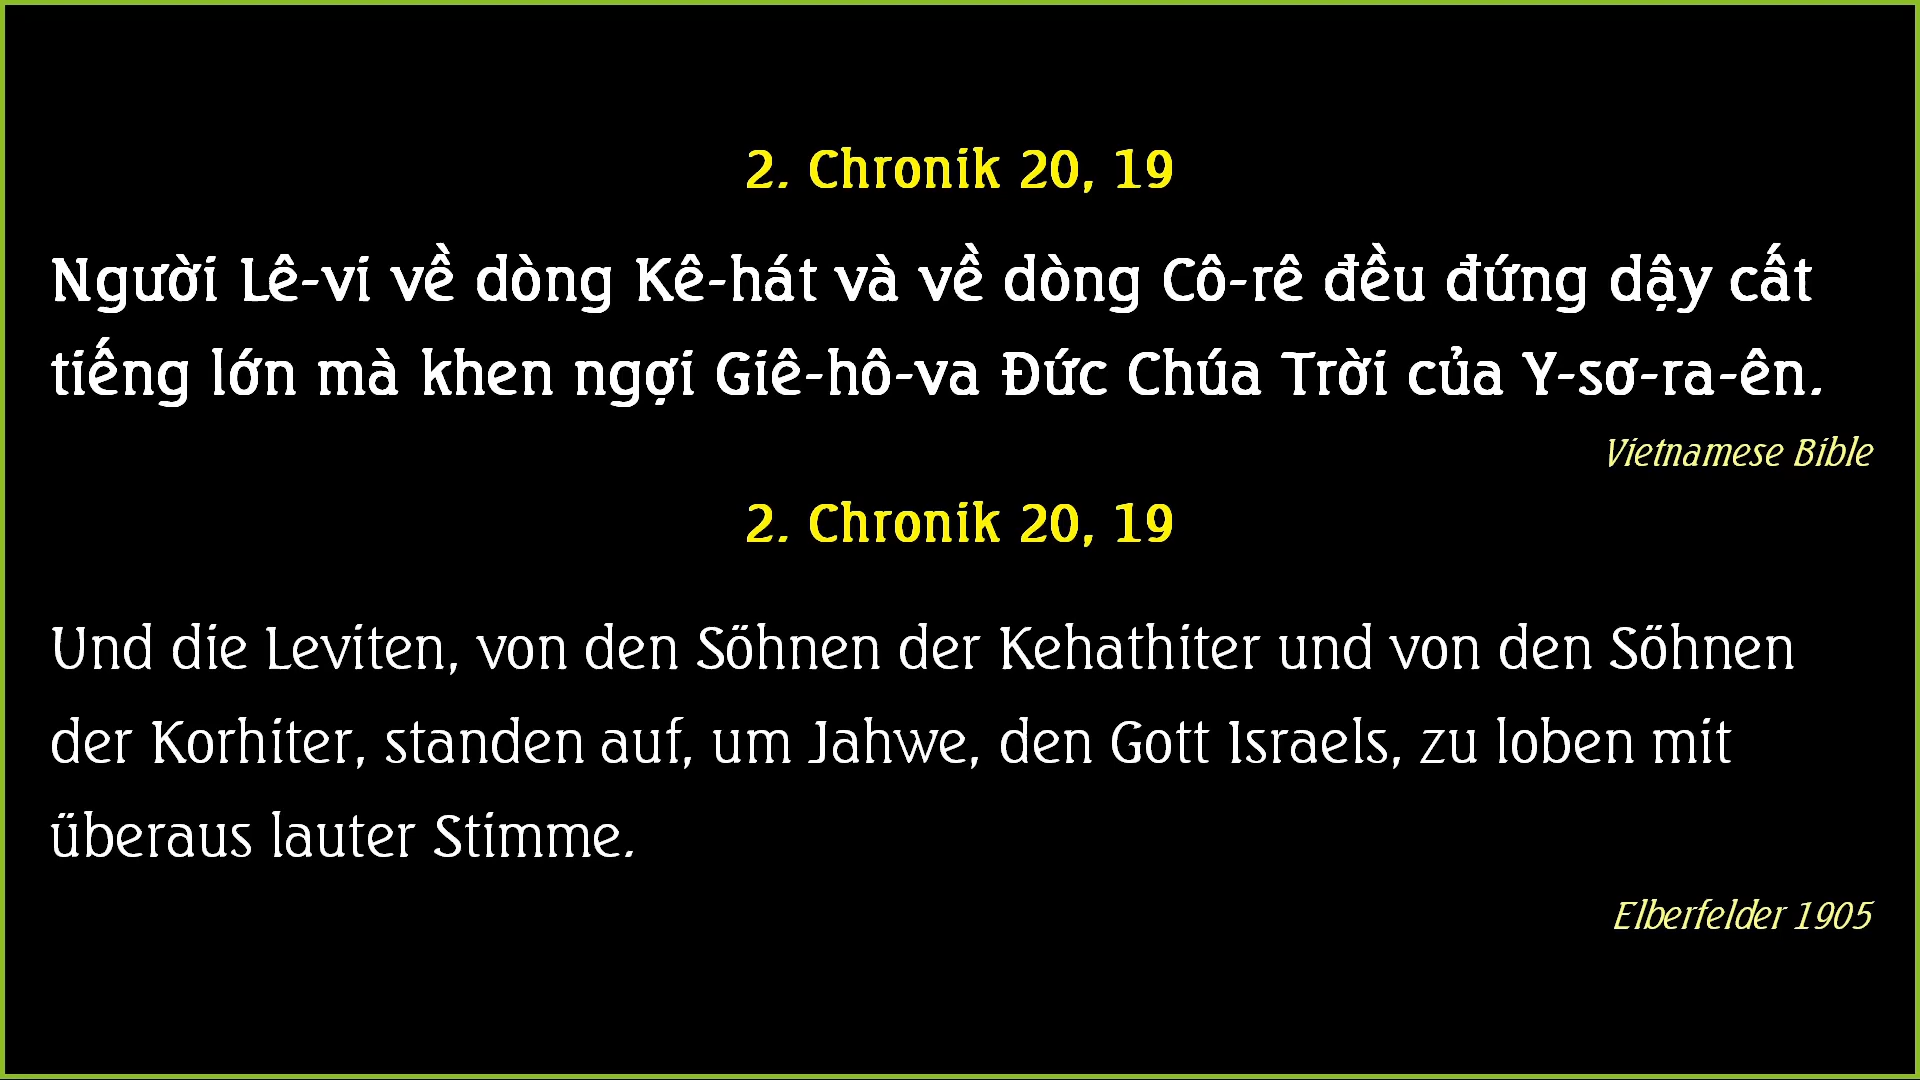 2. Chronik 20, 19
Người Lê-vi về dòng Kê-hát và về dòng Cô-rê đều đứng dậy cất
tiếng lớn mà khen ngợi Giê-hô-va Đức Chúa Trời của Y-sơ-ra-ên.
Vietnamese Bible
2. Chronik 20, 19
Und die Leviten, von den Söhnen der Kehathiter und von den Söhnen
der Korhiter, standen auf, um Jahwe, den Gott Israels, zu loben mit
überaus lauter Stimme.
Elberfelder 1905